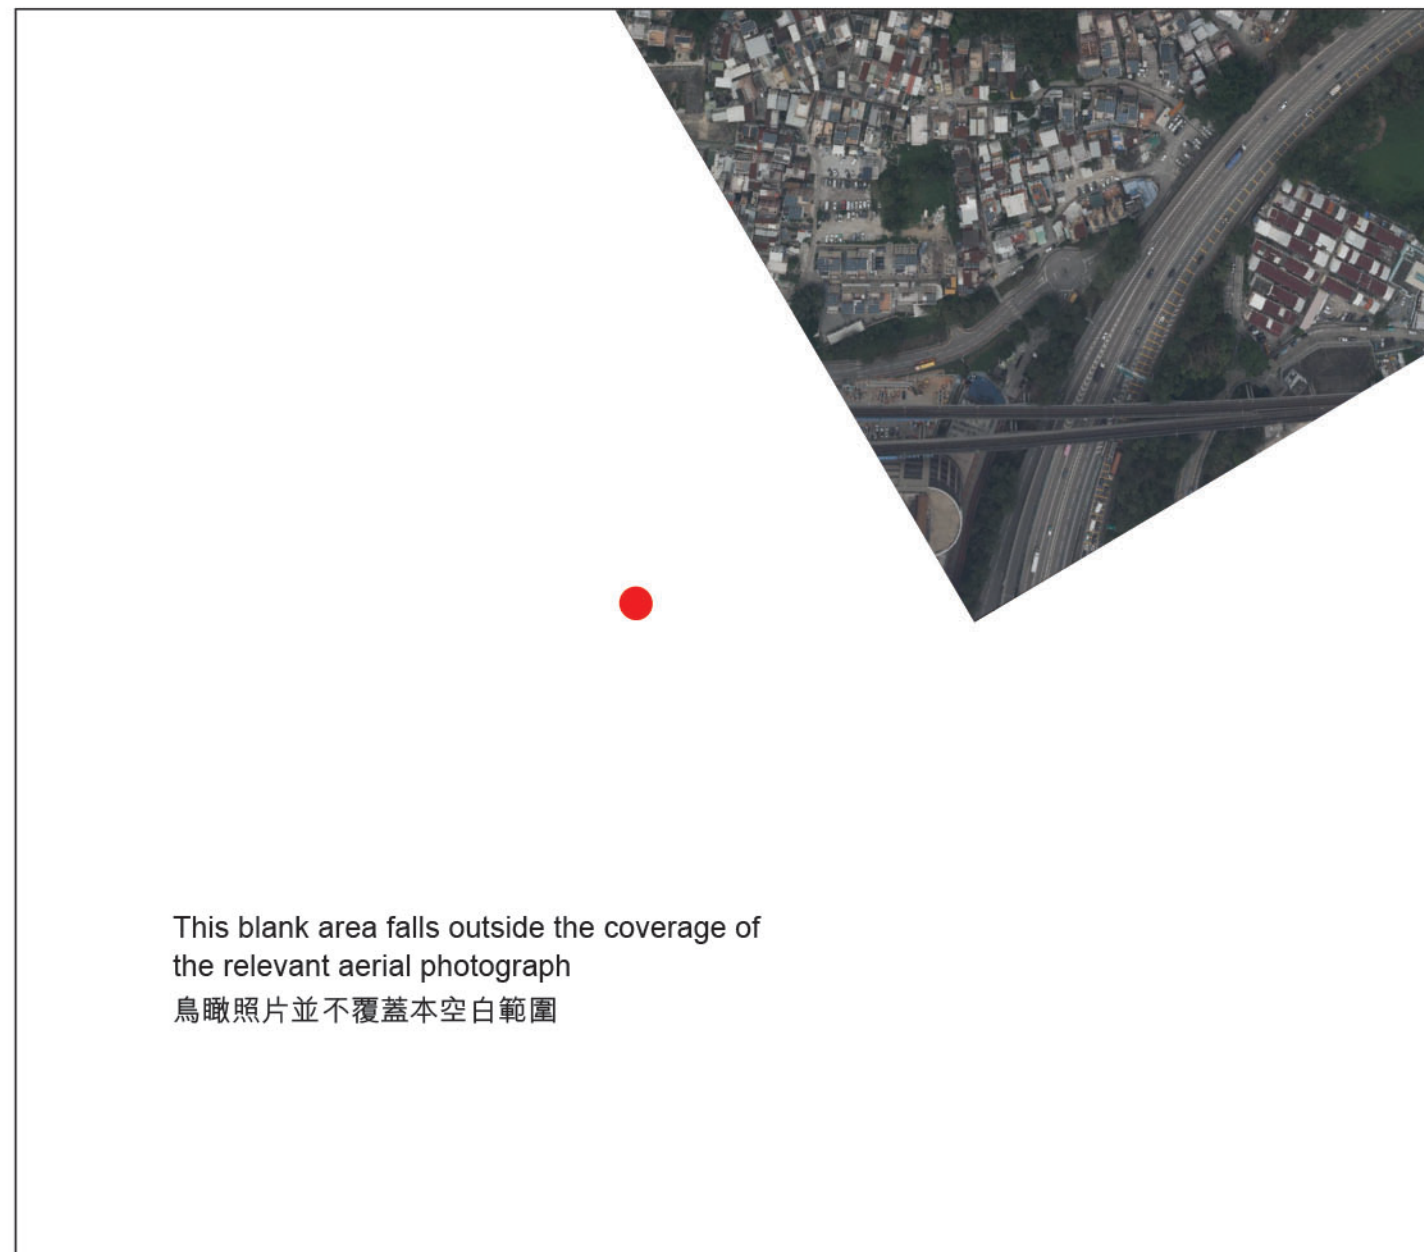 This blank area falls outside the coverage of
the relevant aerial photograph
鳥瞰照片並不覆蓋本空白範圍